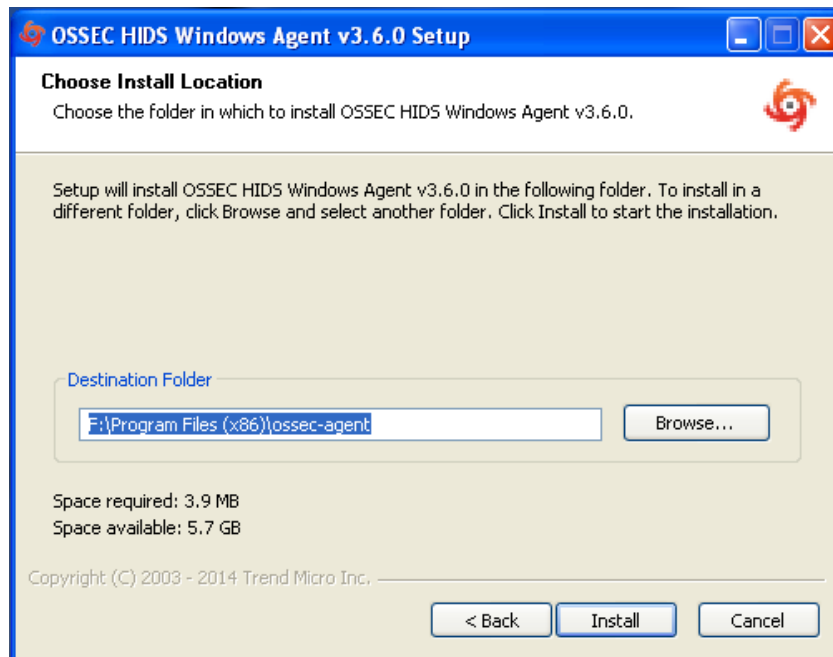 OSSEC HIDS Windows Agent v3.6.0 Setup
Choose Install Location
Choose the folder in which to install OSSEC HIDS Windows Agent v3.6.0.
Setup will install OSSEC HIDS Windows Agent v3.6.0 in the following folder. To install in a
different folder, click Browse and select another folder. Click Install to start the installation.
Destination Folder
F:\Program Files (x86)\ossec-agent
Browse...
Space required: 3.9 MB
Space available: 5.7 GB
Copyright (C) 2003 - 2014 Trend Micro Inc.
< Back
Install
Cancel